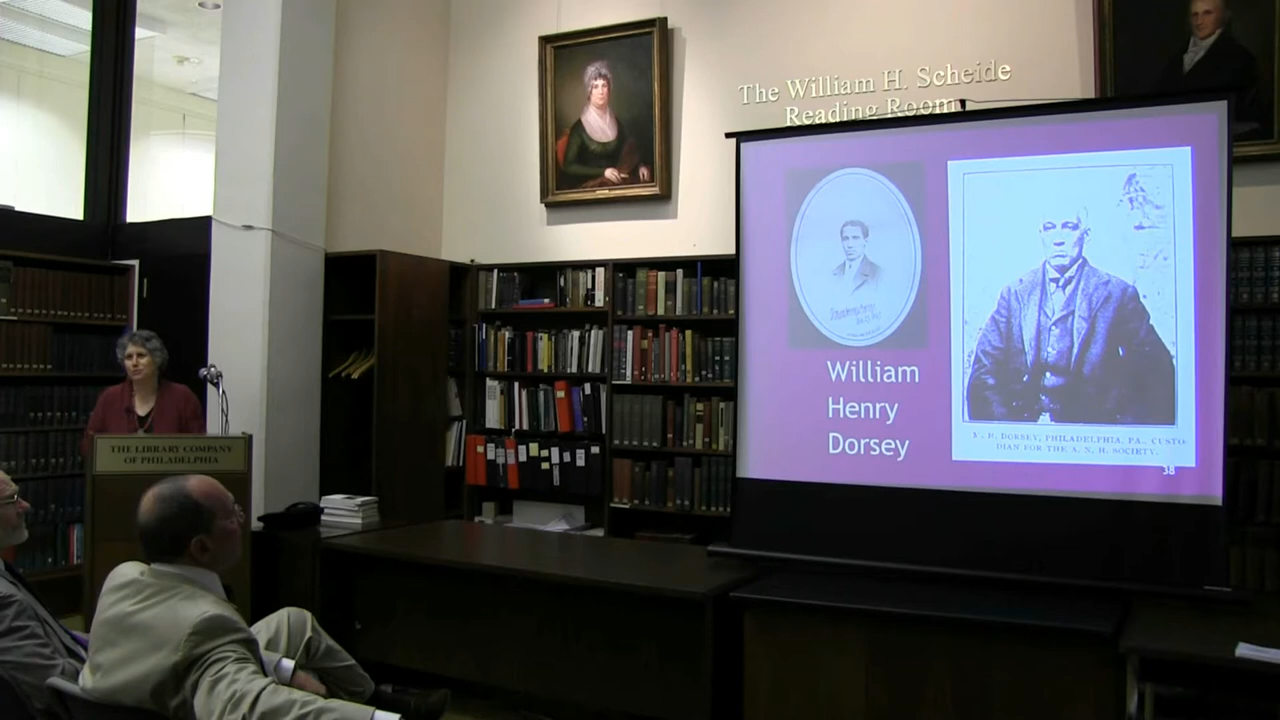 The William H. Scheide
Reading Room
William
Henry
Dorsey
W. H. DORSEY, PHILADELPHIA, PA., CUSTO-
DIAN FOR THE A. N. H. SOCIETY.
38
THE LIBRARY COMPANY
OF PHILADELPHIA